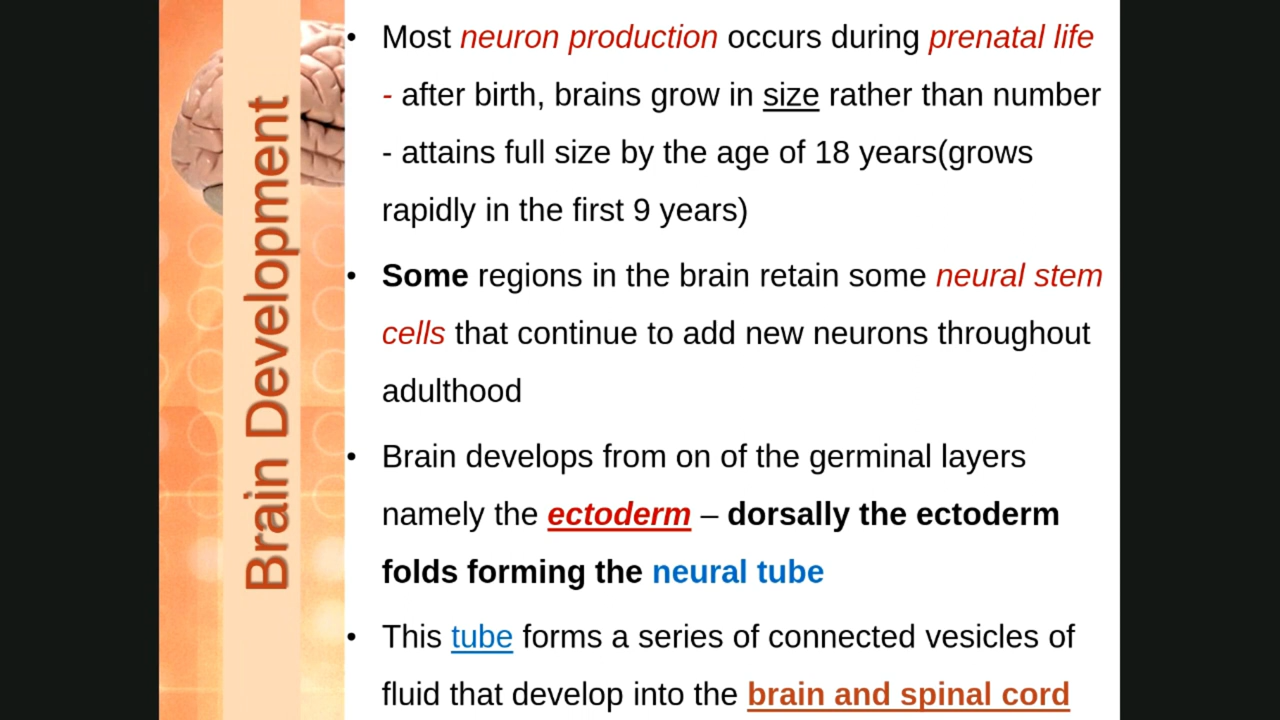 Brain Development
• Most neuron production occurs during prenatal life
- after birth, brains grow in size rather than number
- attains full size by the age of 18 years(grows
rapidly in the first 9 years)
• Some regions in the brain retain some neural stem
cells that continue to add new neurons throughout
adulthood
• Brain develops from on of the germinal layers
namely the ectoderm – dorsally the ectoderm
folds forming the neural tube
• This tube forms a series of connected vesicles of
fluid that develop into the brain and spinal cord